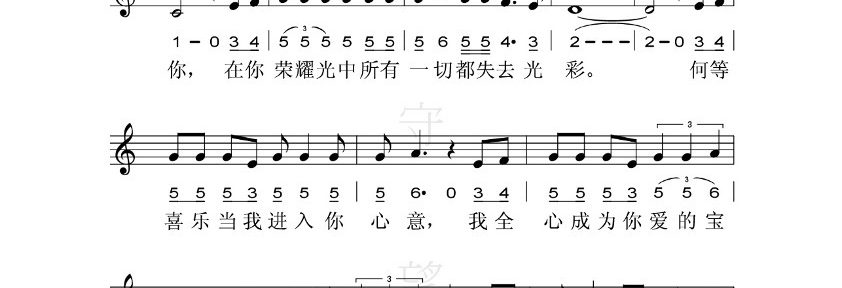 3
1 - 0 3 4 | 5 5 5 5 5 5 | 5 6 5 5 4· 3 | 2 - - - | 2 - 0 3 4 |
你，在你荣耀光中所有一切都失去光彩。何等
守
3
5 5 5 3 5 5 5 | 5 6· 0 3 4 | 5 5 5 3 5 5 6 |
3
喜乐当我进入你心意，我全心成为你爱的宝
望
3